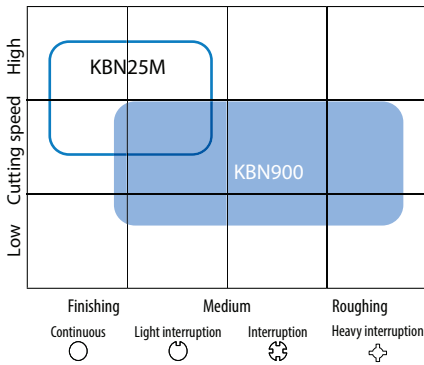 High
Cutting speed
Low
KBN25M
KBN900
Finishing Medium Roughing
Continuous Light interruption Interruption Heavy interruption